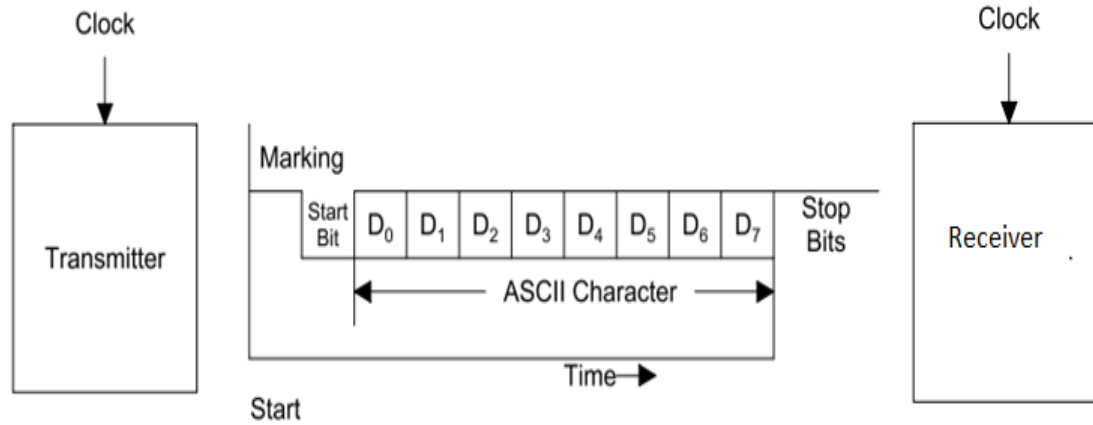 Clock
Clock
Marking
Start
Bit
D₀ D₁ D₂ D₃ D₄ D₅ D₆ D₇
Stop
Bits
Transmitter
Receiver
ASCII Character
Time
Start